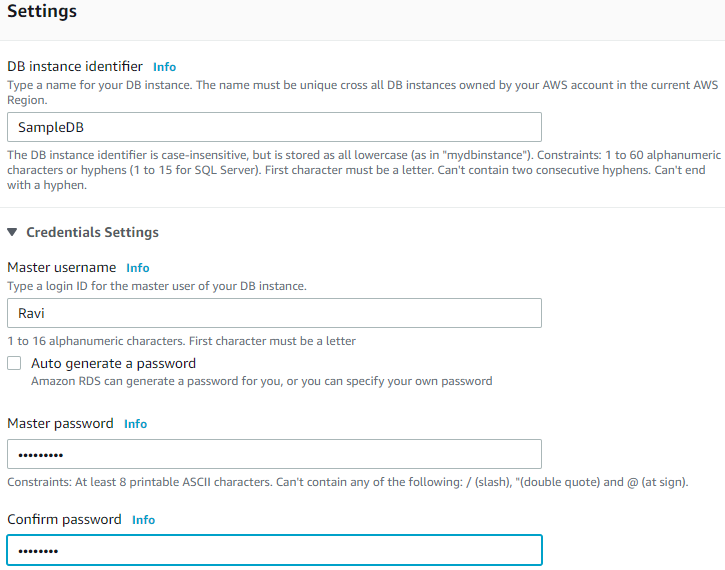 Settings
DB instance identifier Info
Type a name for your DB instance. The name must be unique cross all DB instances owned by your AWS account in the current AWS
Region.
SampleDB
The DB instance identifier is case-insensitive, but is stored as all lowercase (as in "mydbinstance"). Constraints: 1 to 60 alphanumeric
characters or hyphens (1 to 15 for SQL Server). First character must be a letter. Can't contain two consecutive hyphens. Can't end
with a hyphen.
Credentials Settings
Master username Info
Type a login ID for the master user of your DB instance.
Ravi
1 to 16 alphanumeric characters. First character must be a letter
Auto generate a password
Amazon RDS can generate a password for you, or you can specify your own password
Master password Info
•••••••••
Constraints: At least 8 printable ASCII characters. Can't contain any of the following: / (slash), "(double quote) and @ (at sign).
Confirm password Info
••••••••